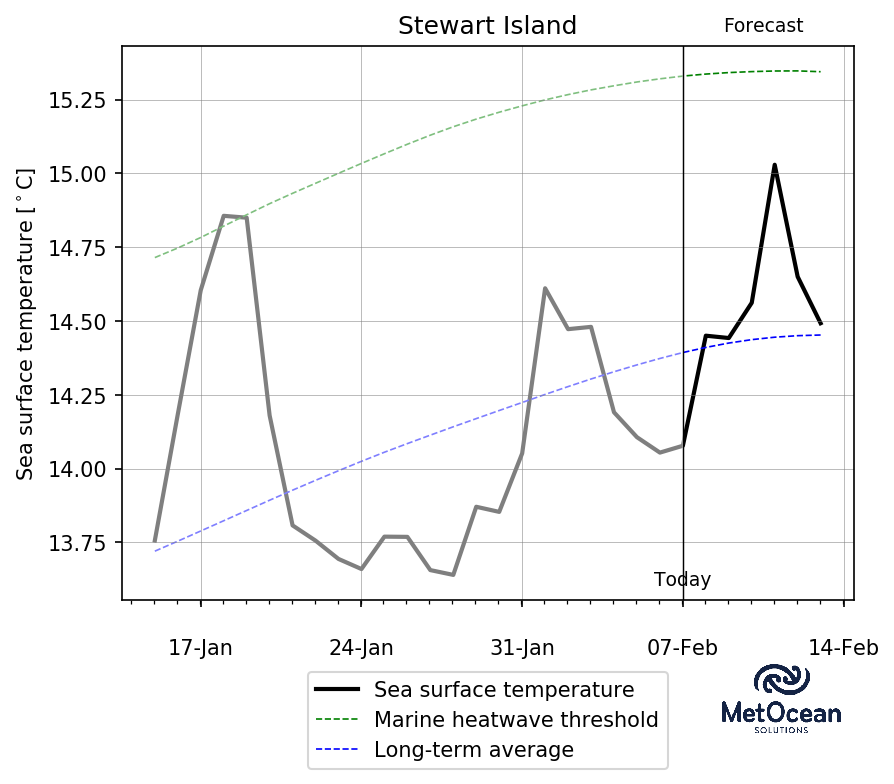 Stewart Island
Forecast
Sea surface temperature [°C]
15.25
15.00
14.75
14.50
14.25
14.00
13.75
Today
17-Jan 24-Jan 31-Jan 07-Feb 14-Feb
Sea surface temperature
Marine heatwave threshold
Long-term average
MetOcean
SOLUTIONS